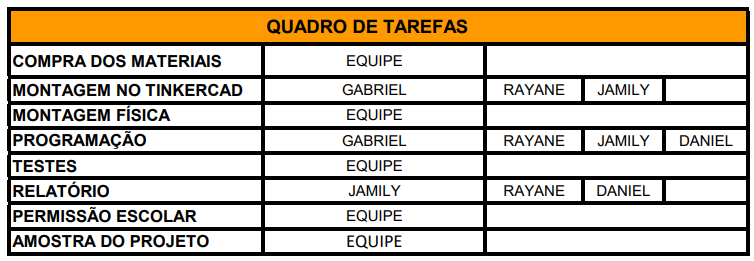 QUADRO DE TAREFAS
COMPRA DOS MATERIAIS EQUIPE
MONTAGEM NO TINKERCAD GABRIEL RAYANE JAMILY
MONTAGEM FÍSICA EQUIPE
PROGRAMAÇÃO GABRIEL RAYANE JAMILY DANIEL
TESTES EQUIPE
RELATÓRIO JAMILY RAYANE DANIEL
PERMISSÃO ESCOLAR EQUIPE
AMOSTRA DO PROJETO EQUIPE